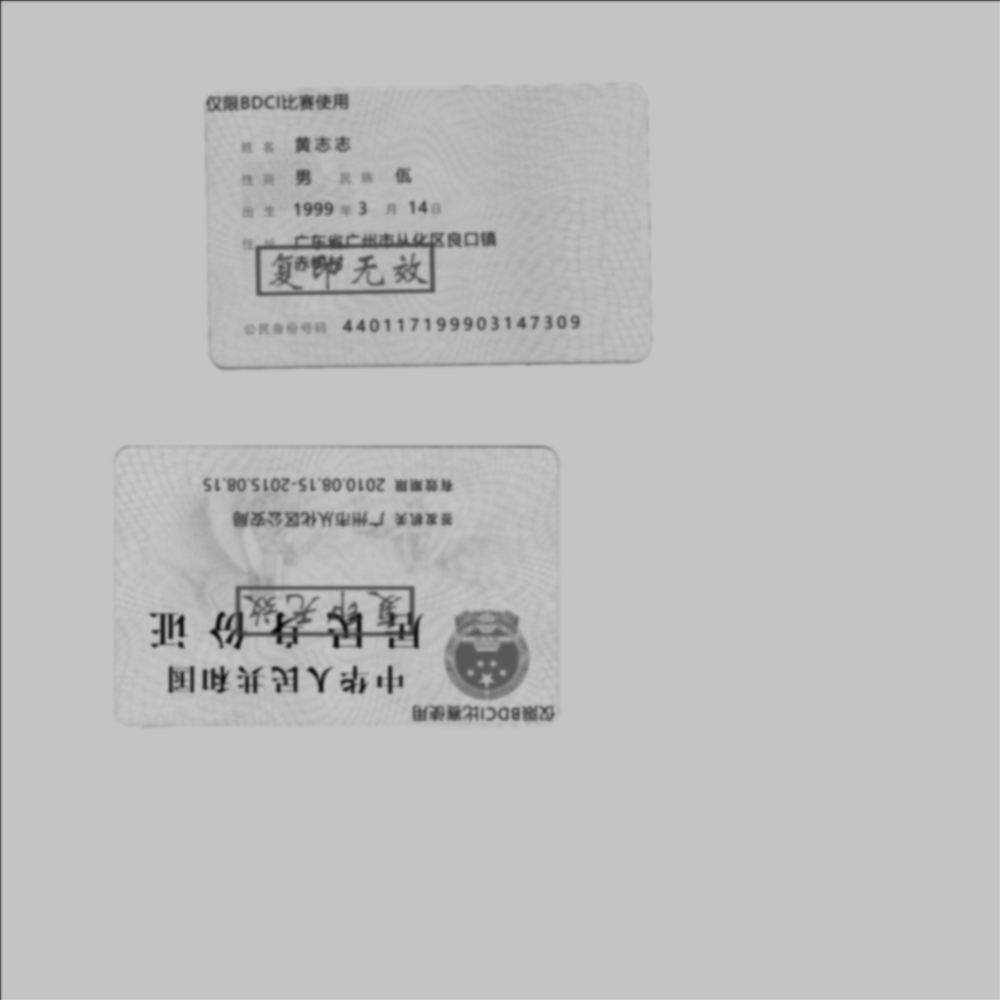 仅限BDCI比赛使用
姓名 黄志志
性别 男 民族 佤
出生 1999 年 3 月 14 日
住址 广东省广州市从化区良口镇
复印无效
公民身份号码 440117199903147309
仅限BDCI比赛使用
中华人民共和国
居民身份证
复印无效
签发机关 广州市从化区公安局
有效期限 2010.08.15-2015.08.15